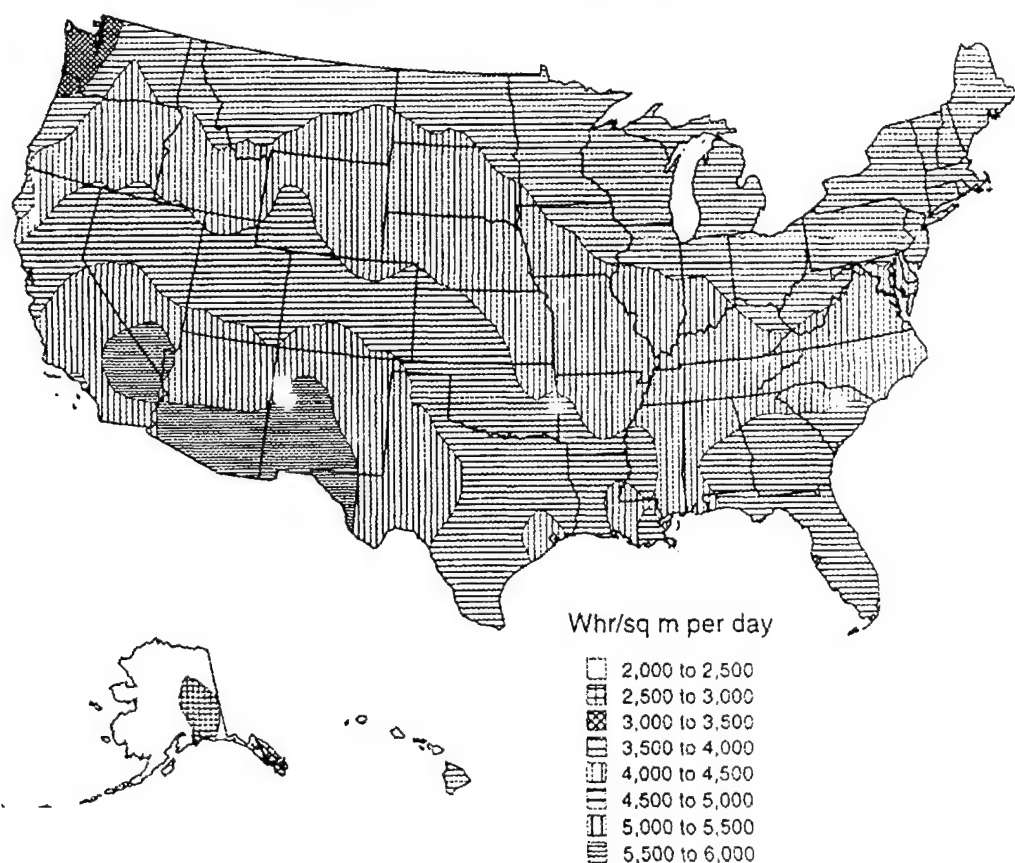 Whr/sq m per day
2,000 to 2,500
2,500 to 3,000
3,000 to 3,500
3,500 to 4,000
4,000 to 4,500
4,500 to 5,000
5,000 to 5,500
5,500 to 6,000